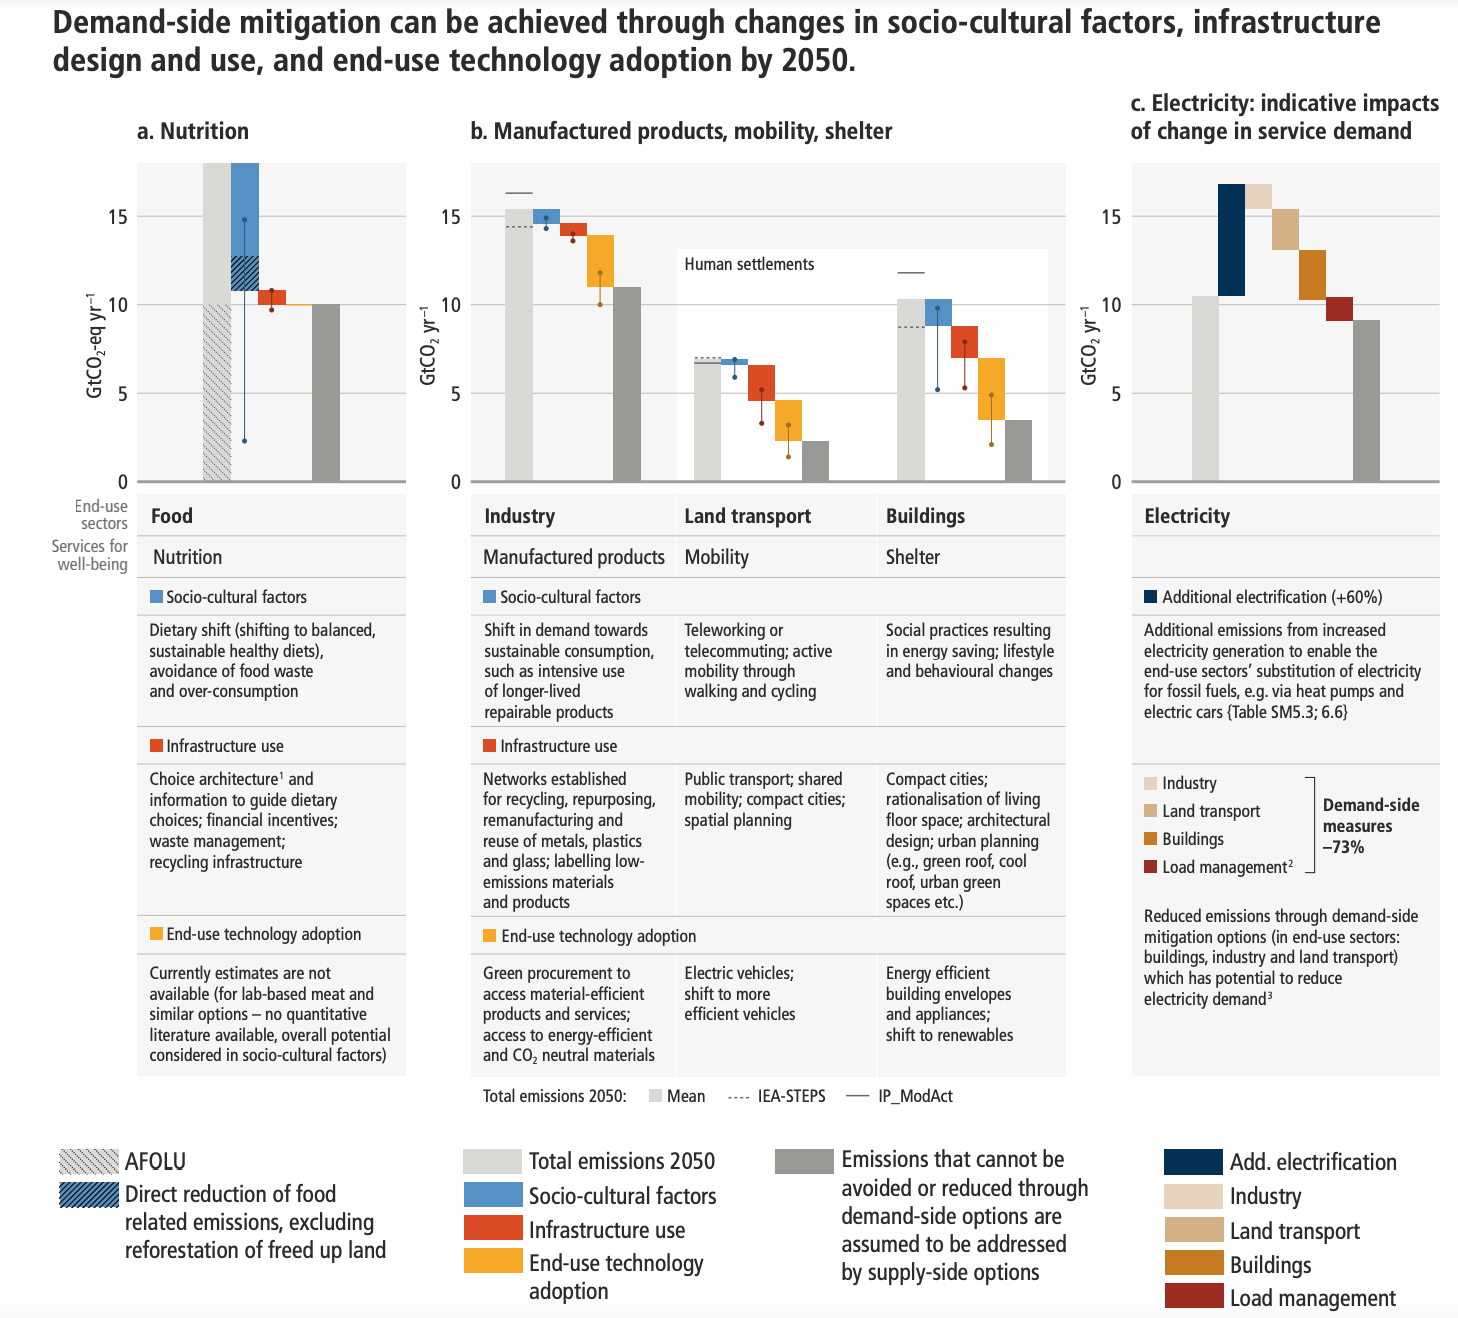 Demand-side mitigation can be achieved through changes in socio-cultural factors, infrastructure
design and use, and end-use technology adoption by 2050.
a. Nutrition
b. Manufactured products, mobility, shelter
c. Electricity: indicative impacts
of change in service demand
GtCO₂-eq yr⁻¹
15
10
5
0
GtCO₂ yr⁻¹
15
10
5
0
Human settlements
GtCO₂ yr⁻¹
15
10
5
0
End-use
sectors
Services for
well-being
Food
Nutrition
Socio-cultural factors
Dietary shift (shifting to balanced,
sustainable healthy diets),
avoidance of food waste
and over-consumption
Infrastructure use
Choice architecture¹ and
information to guide dietary
choices; financial incentives;
waste management;
recycling infrastructure
End-use technology adoption
Currently estimates are not
available (for lab-based meat and
similar options – no quantitative
literature available, overall potential
considered in socio-cultural factors)
Industry
Land transport
Buildings
Manufactured products
Mobility
Shelter
Socio-cultural factors
Shift in demand towards
sustainable consumption,
such as intensive use
of longer-lived
repairable products
Teleworking or
telecommuting; active
mobility through
walking and cycling
Social practices resulting
in energy saving; lifestyle
and behavioural changes
Infrastructure use
Networks established
for recycling, repurposing,
remanufacturing and
reuse of metals, plastics
and glass; labelling low-
emissions materials
and products
Public transport; shared
mobility; compact cities;
spatial planning
Compact cities;
rationalisation of living
floor space; architectural
design; urban planning
(e.g., green roof, cool
roof, urban green
spaces etc.)
End-use technology adoption
Green procurement to
access material-efficient
products and services;
access to energy-efficient
and CO₂ neutral materials
Electric vehicles;
shift to more
efficient vehicles
Energy efficient
building envelopes
and appliances;
shift to renewables
Electricity
Additional electrification (+60%)
Additional emissions from increased
electricity generation to enable the
end-use sectors’ substitution of electricity
for fossil fuels, e.g. via heat pumps and
electric cars {Table SM5.3; 6.6}
Industry
Land transport
Buildings
Load management²
Demand-side
measures
–73%
Reduced emissions through demand-side
mitigation options (in end-use sectors:
buildings, industry and land transport)
which has potential to reduce
electricity demand³
Total emissions 2050: Mean IEA-STEPS IP_ModAct
AFOLU
Direct reduction of food
related emissions, excluding
reforestation of freed up land
Total emissions 2050
Socio-cultural factors
Infrastructure use
End-use technology
adoption
Emissions that cannot be
avoided or reduced through
demand-side options are
assumed to be addressed
by supply-side options
Add. electrification
Industry
Land transport
Buildings
Load management